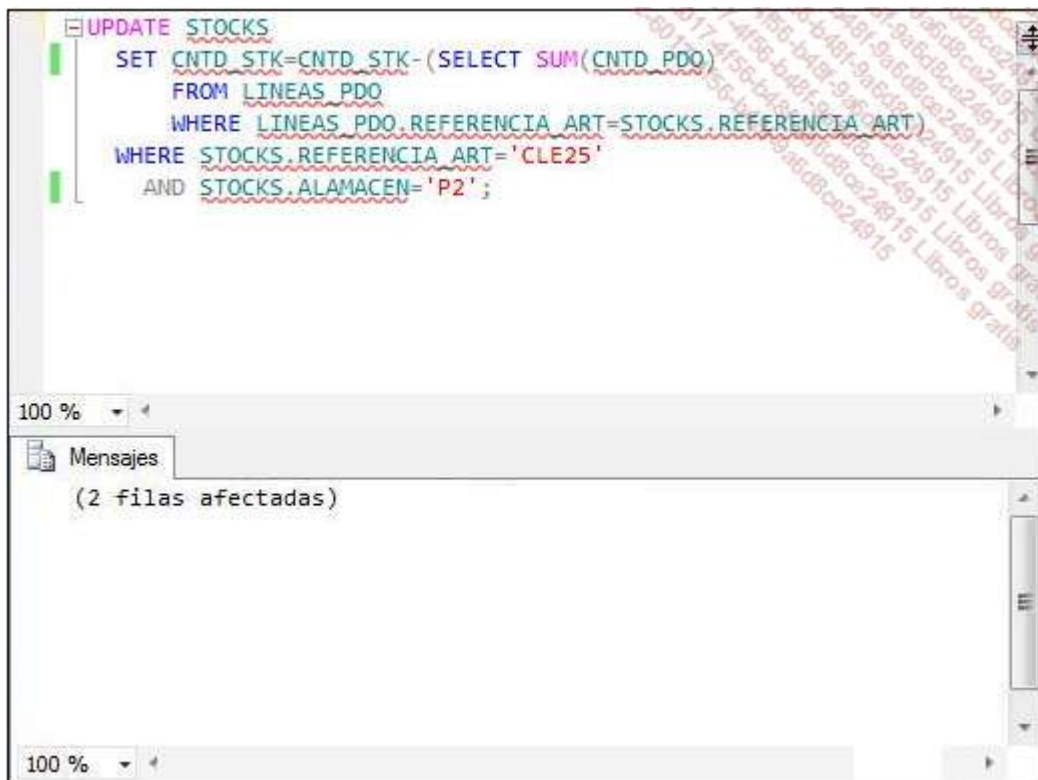 UPDATE STOCKS
SET CNTD_STK=CNTD_STK-(SELECT SUM(CNTD_PDO)
FROM LINEAS_PDO
WHERE LINEAS_PDO.REFERENCIA_ART=STOCKS.REFERENCIA_ART)
WHERE STOCKS.REFERENCIA_ART='CLE25'
AND STOCKS.ALAMACEN='P2';
100 %
Mensajes
(2 filas afectadas)
100 %